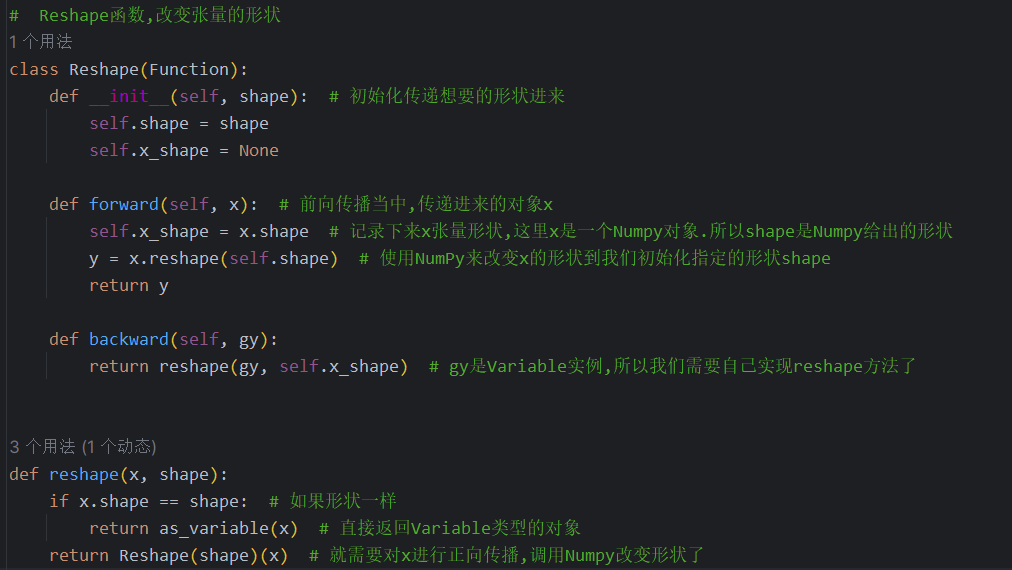 #  Reshape函数,改变张量的形状
1 个用法
class Reshape(Function):
    def __init__(self, shape):  # 初始化传递想要的形状进来
        self.shape = shape
        self.x_shape = None
    def forward(self, x):  # 前向传播当中,传递进来的对象x
        self.x_shape = x.shape  # 记录下来x张量形状,这里x是一个Numpy对象.所以shape是Numpy给出的形状
        y = x.reshape(self.shape)  # 使用NumPy来改变x的形状到我们初始化指定的形状shape
        return y
    def backward(self, gy):
        return reshape(gy, self.x_shape)  # gy是Variable实例,所以我们需要自己实现reshape方法了
3 个用法 (1 个动态)
def reshape(x, shape):
    if x.shape == shape:  # 如果形状一样
        return as_variable(x)  # 直接返回Variable类型的对象
    return Reshape(shape)(x)  # 就需要对x进行正向传播,调用Numpy改变形状了